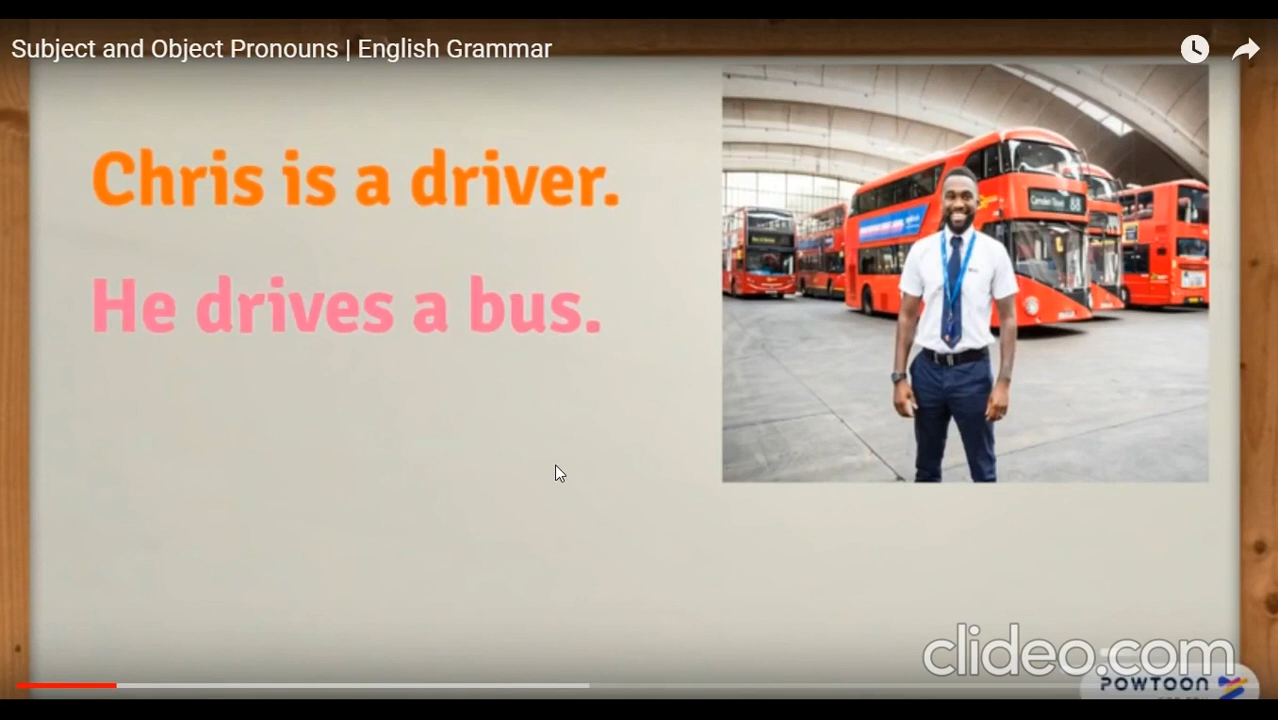 Subject and Object Pronouns | English Grammar
Chris is a driver.
He drives a bus.
Camden Town 88
clideo.com
POWTOON